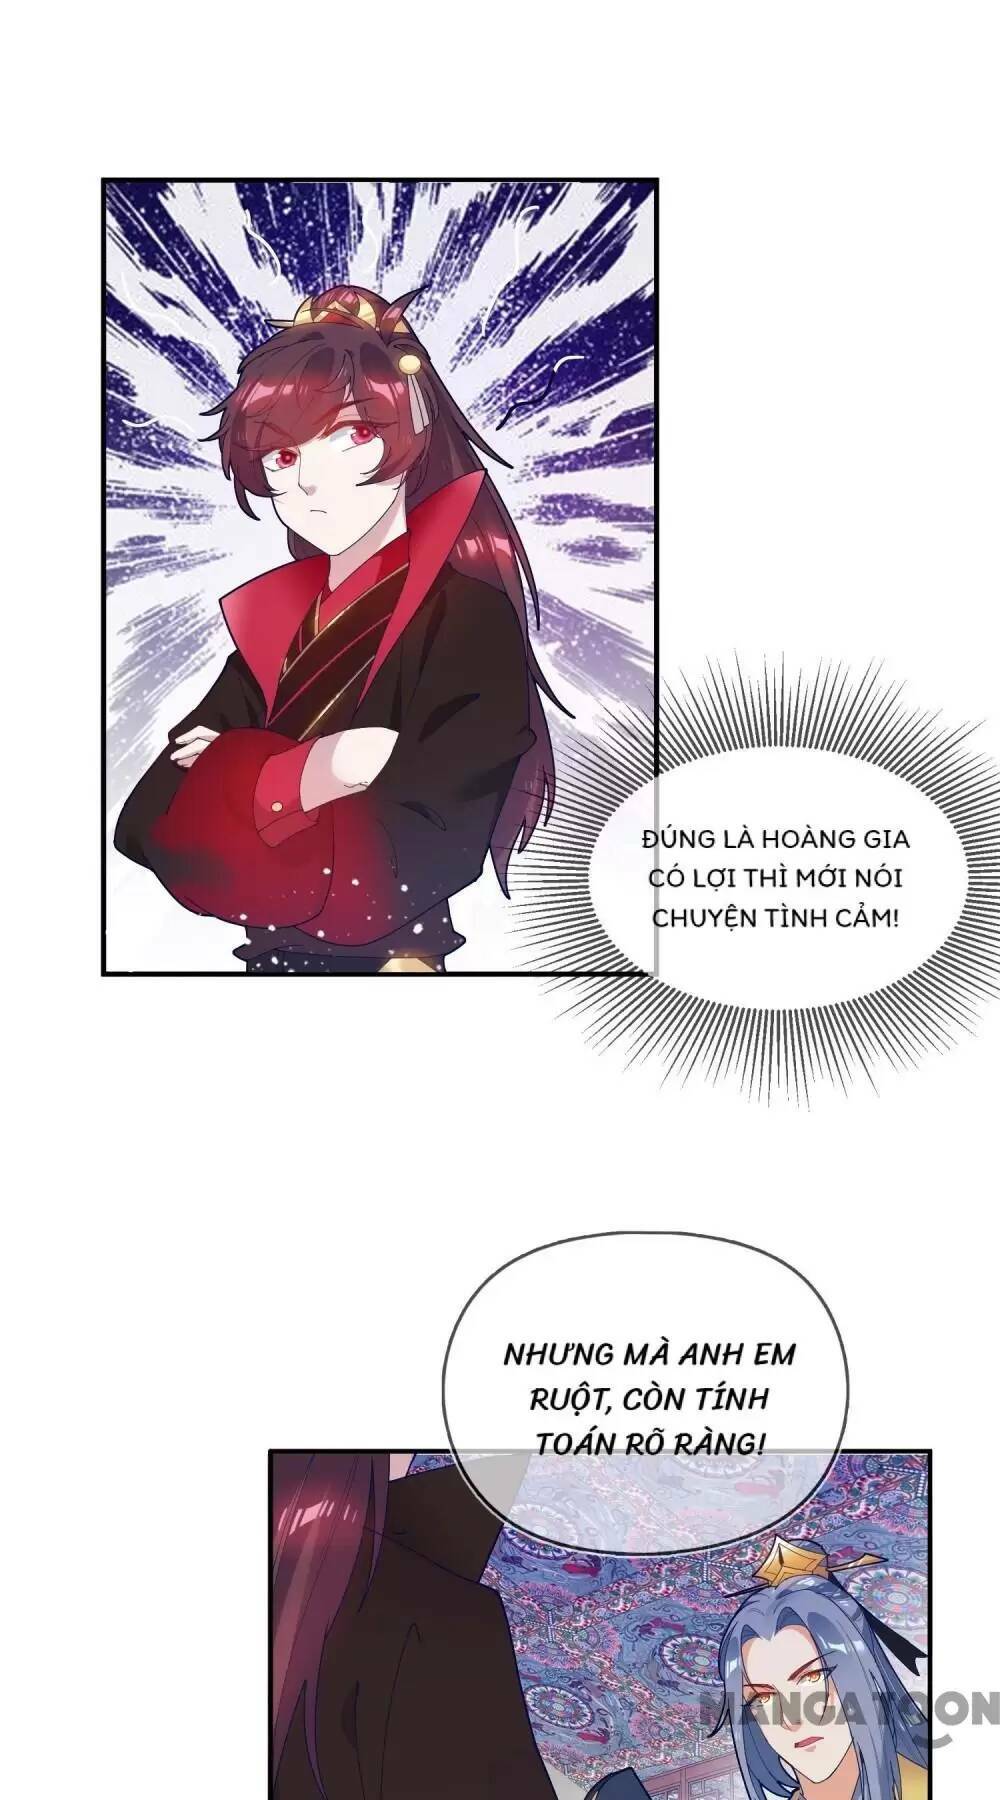 ĐÚNG LÀ HOÀNG GIA
CÓ LỢI THÌ MỚI NÓI
CHUYỆN TÌNH CẢM!
NHƯNG MÀ ANH EM
RUỘT, CÒN TÍNH
TOÁN RÕ RÀNG!
MANGATOON